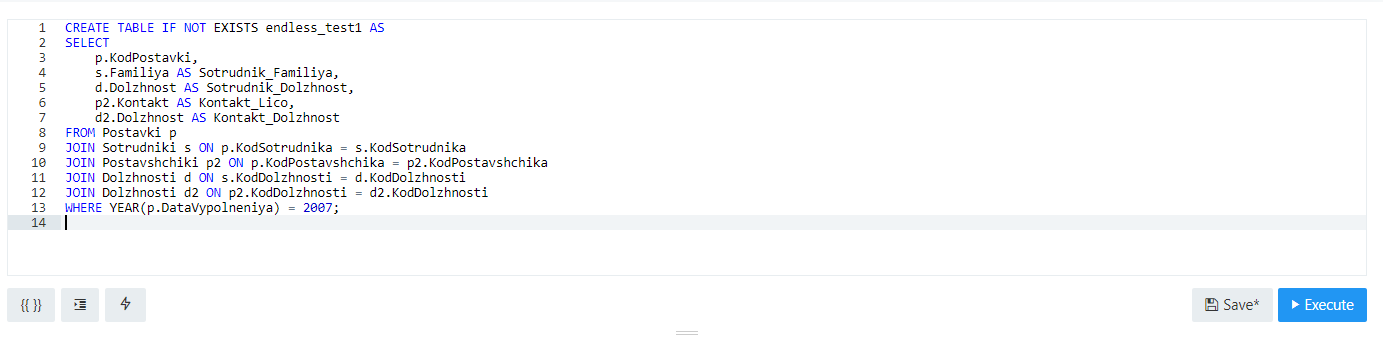 1 CREATE TABLE IF NOT EXISTS endless_test1 AS
2 SELECT
3     p.KodPostavki,
4     s.Familiya AS Sotrudnik_Familiya,
5     d.Dolzhnost AS Sotrudnik_Dolzhnost,
6     p2.Kontakt AS Kontakt_Lico,
7     d2.Dolzhnost AS Kontakt_Dolzhnost
8 FROM Postavki p
9 JOIN Sotrudniki s ON p.KodSotrudnika = s.KodSotrudnika
10 JOIN Postavshchiki p2 ON p.KodPostavshchika = p2.KodPostavshchika
11 JOIN Dolzhnosti d ON s.KodDolzhnosti = d.KodDolzhnosti
12 JOIN Dolzhnosti d2 ON p2.KodDolzhnosti = d2.KodDolzhnosti
13 WHERE YEAR(p.DataVypolneniya) = 2007;
14
{{ }} Save* Execute